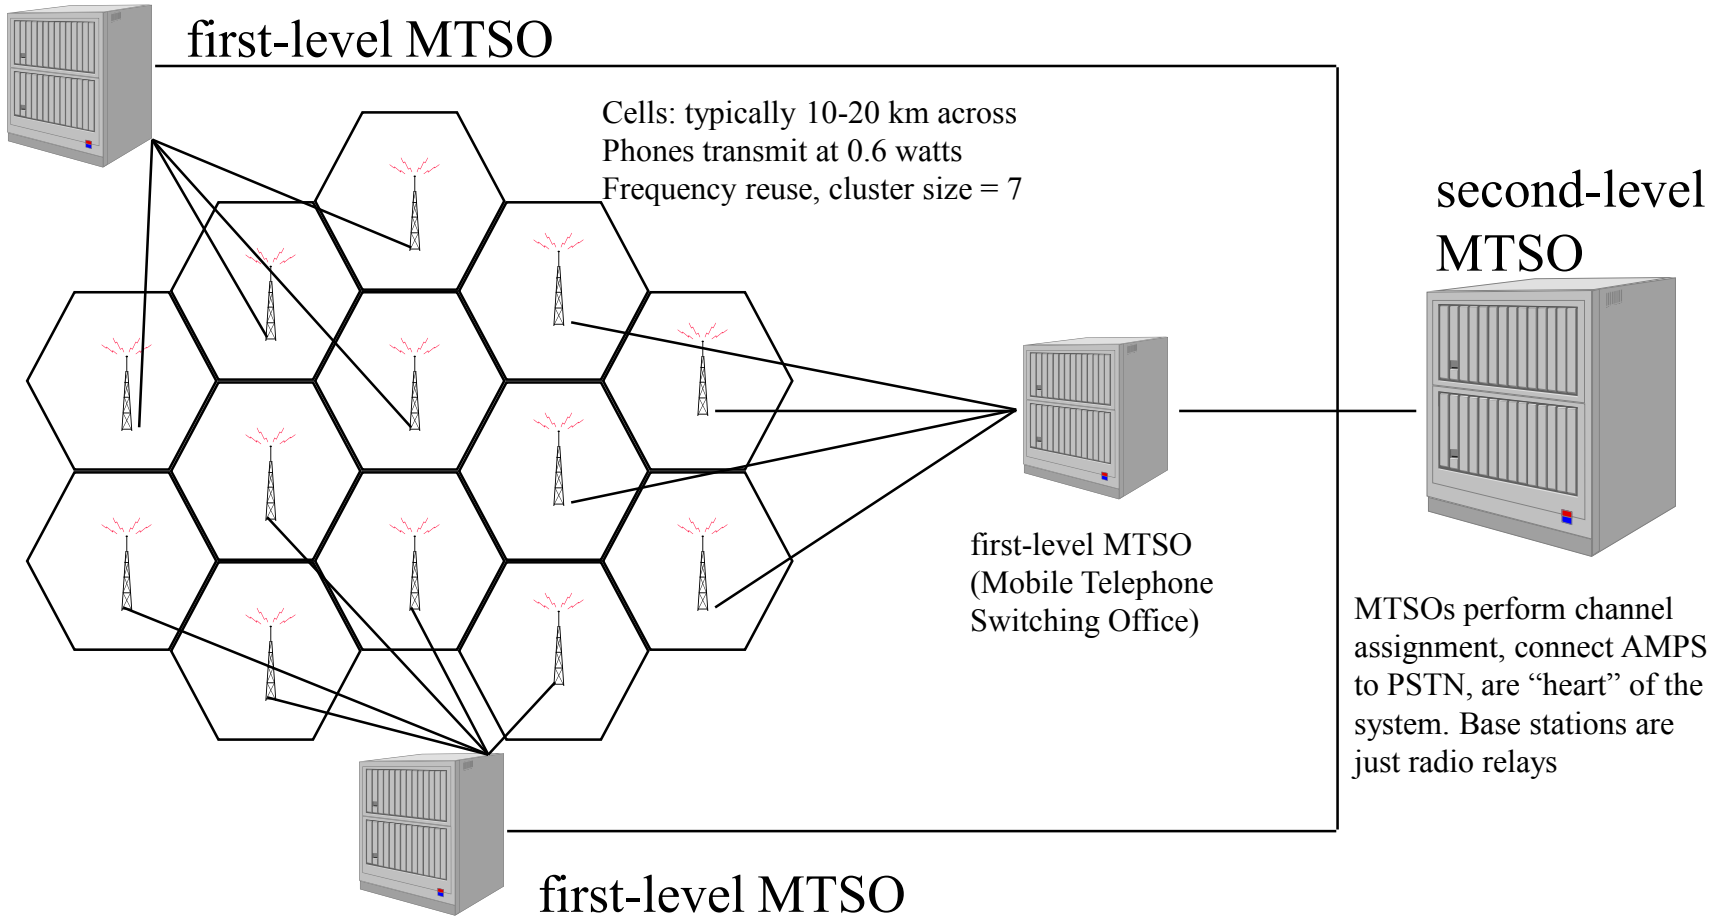 first-level MTSO
Cells: typically 10-20 km across
Phones transmit at 0.6 watts
Frequency reuse, cluster size = 7
second-level
MTSO
first-level MTSO
(Mobile Telephone
Switching Office)
MTSOs perform channel
assignment, connect AMPS
to PSTN, are “heart” of the
system. Base stations are
just radio relays
first-level MTSO